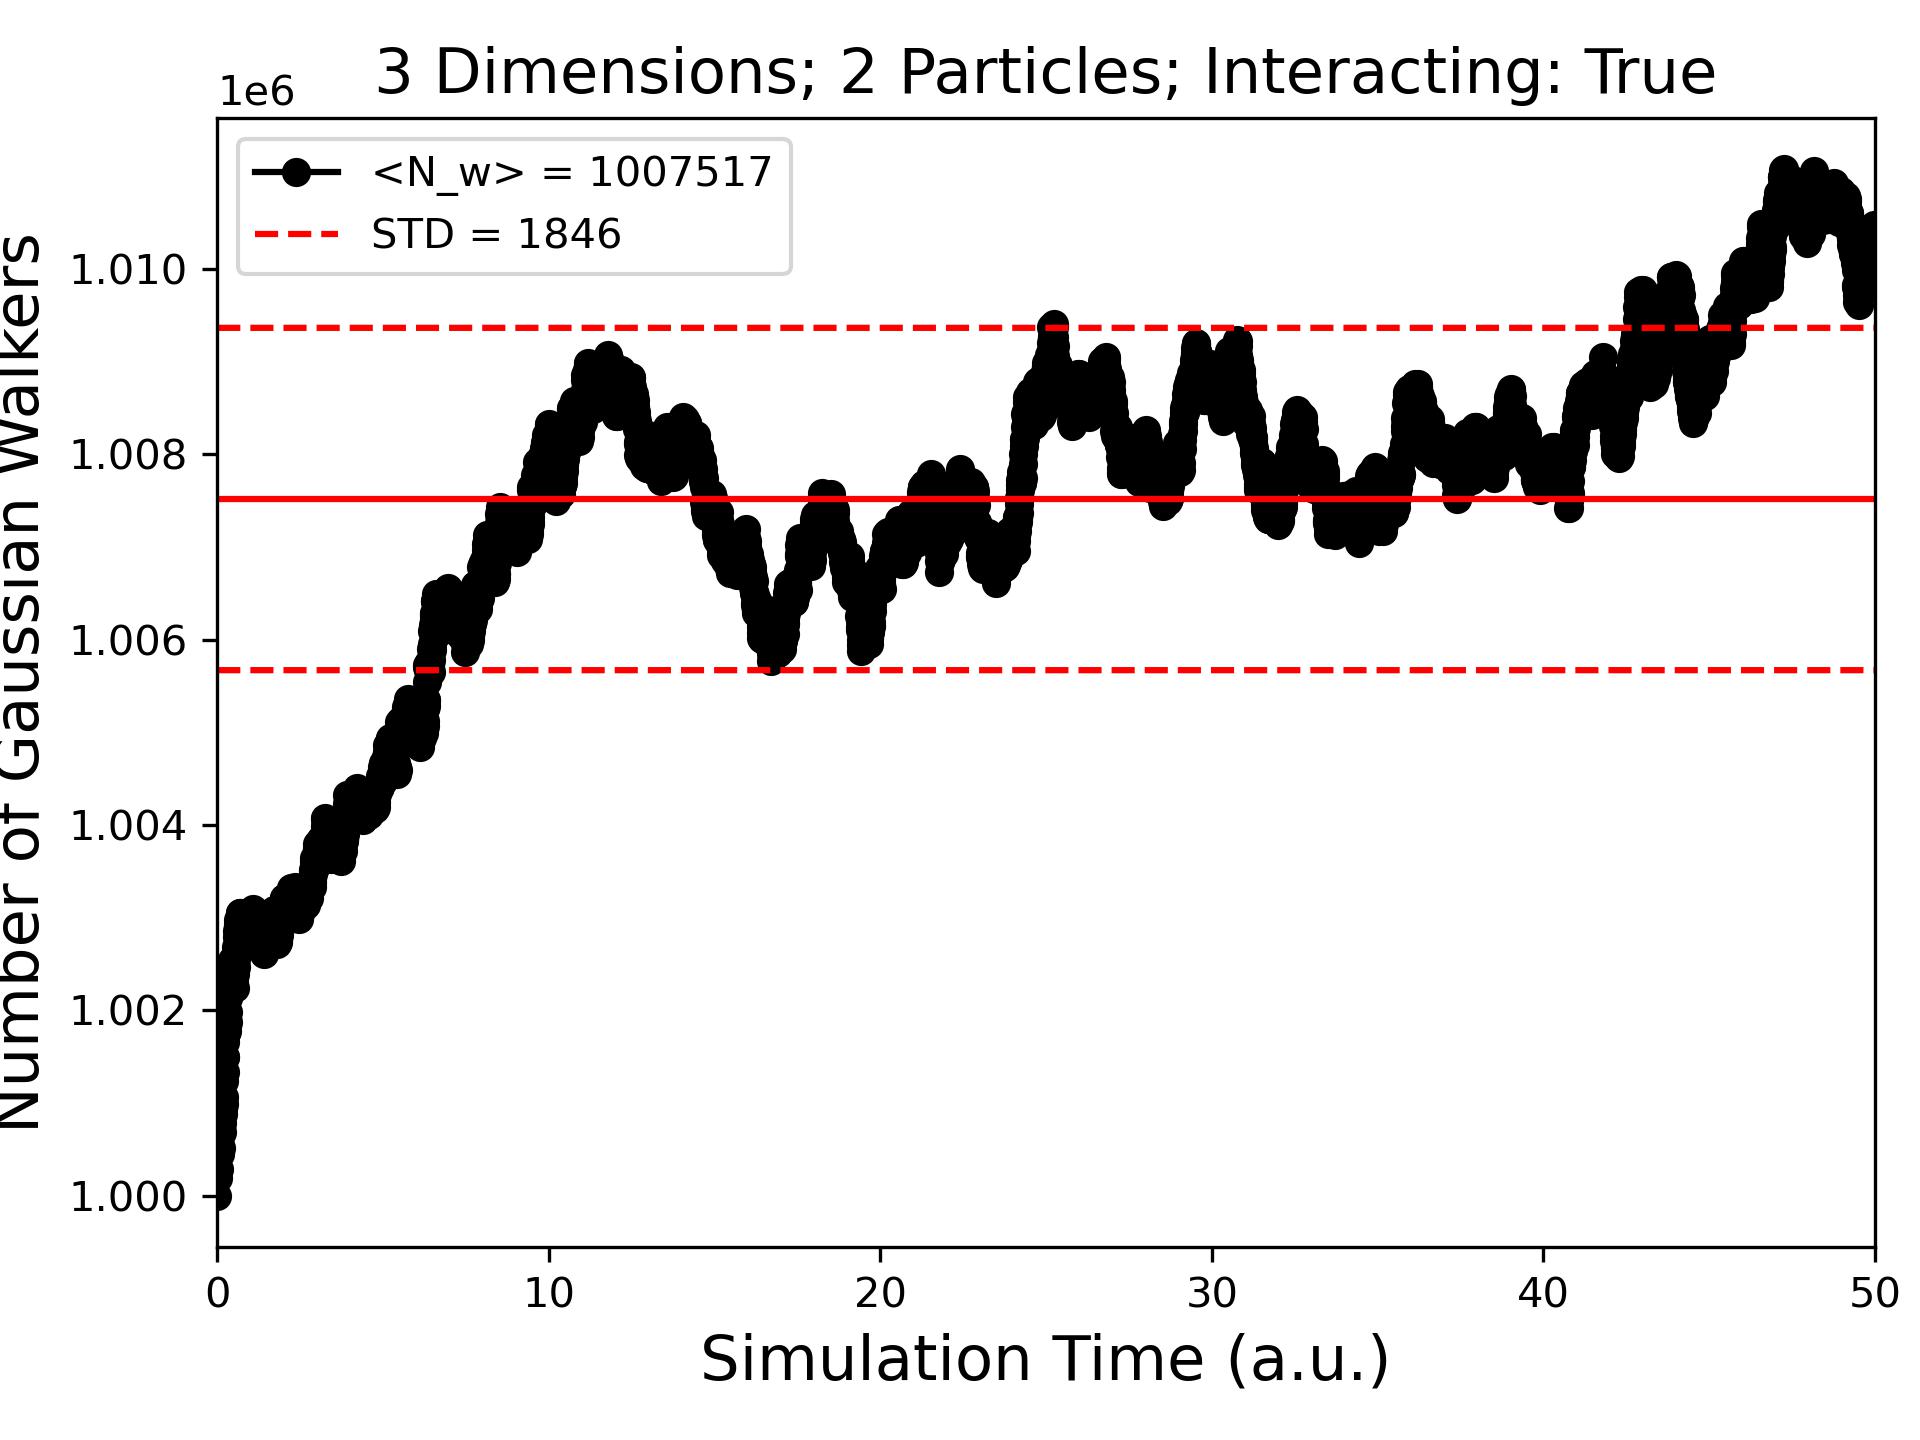 3 Dimensions; 2 Particles; Interacting: True
1e6
<N_w> = 1007517
STD = 1846
Number of Gaussian Walkers
1.010
1.008
1.006
1.004
1.002
1.000
0 10 20 30 40 50
Simulation Time (a.u.)